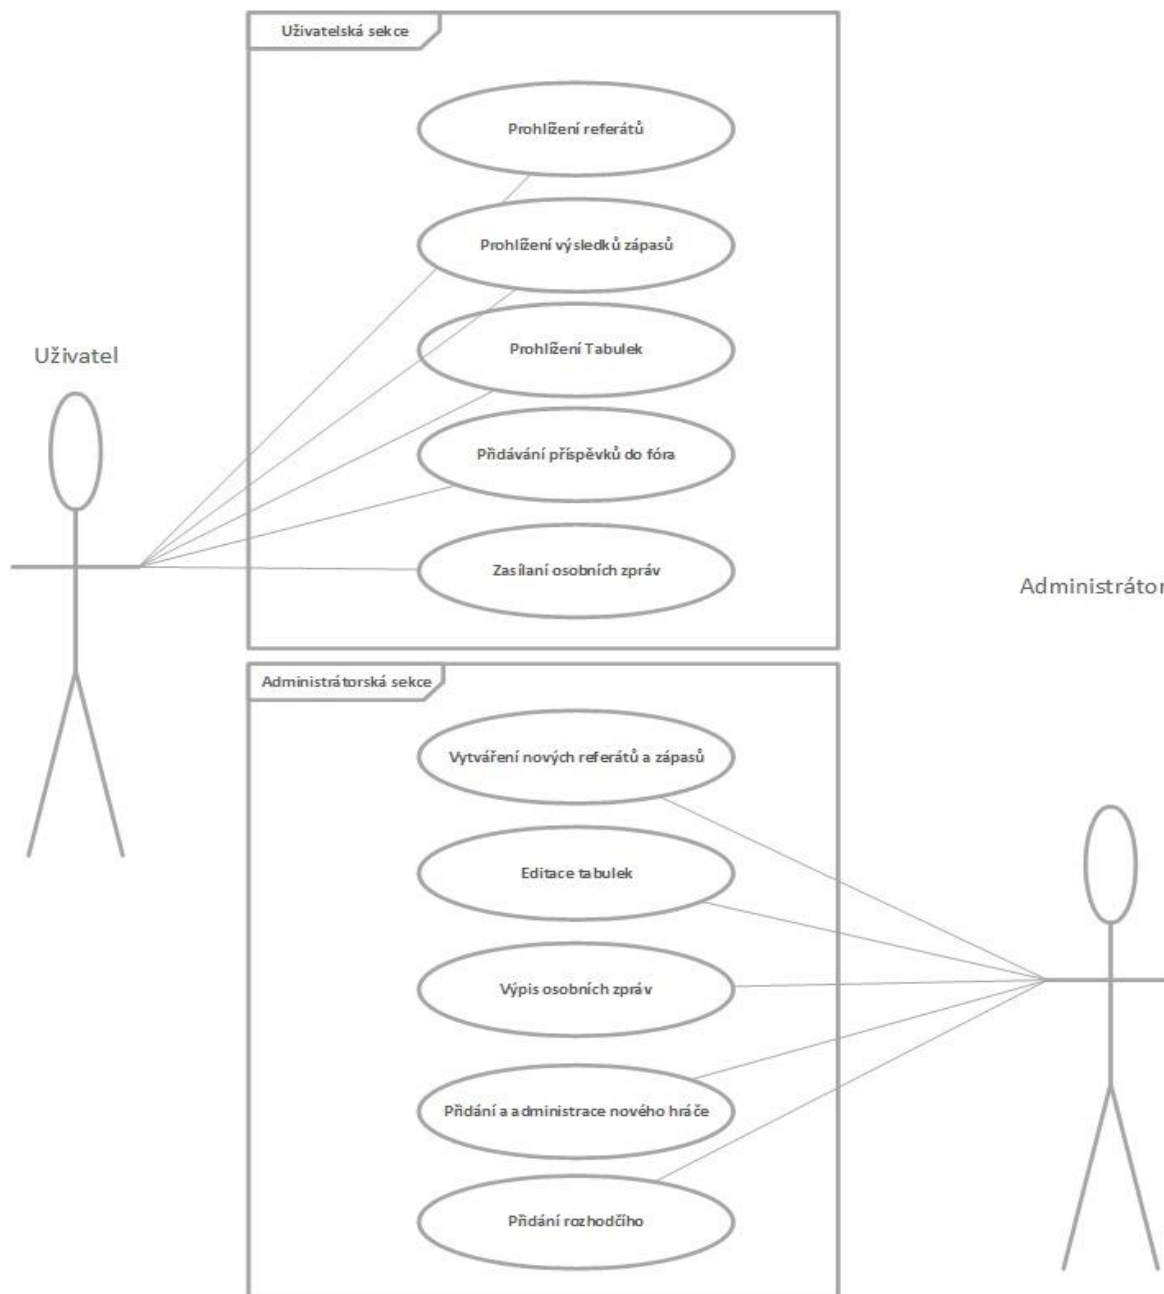 Uživatelská sekce
Prohlížení referátů
Prohlížení výsledků zápasů
Prohlížení Tabulek
Uživatel
Přidávání příspěvků do fóra
Zasílaní osobních zpráv
Administrátor
Administrátorská sekce
Vytváření nových referátů a zápasů
Editace tabulek
Výpis osobních zpráv
Přidání a administrace nového hráče
Přidání rozhodčího